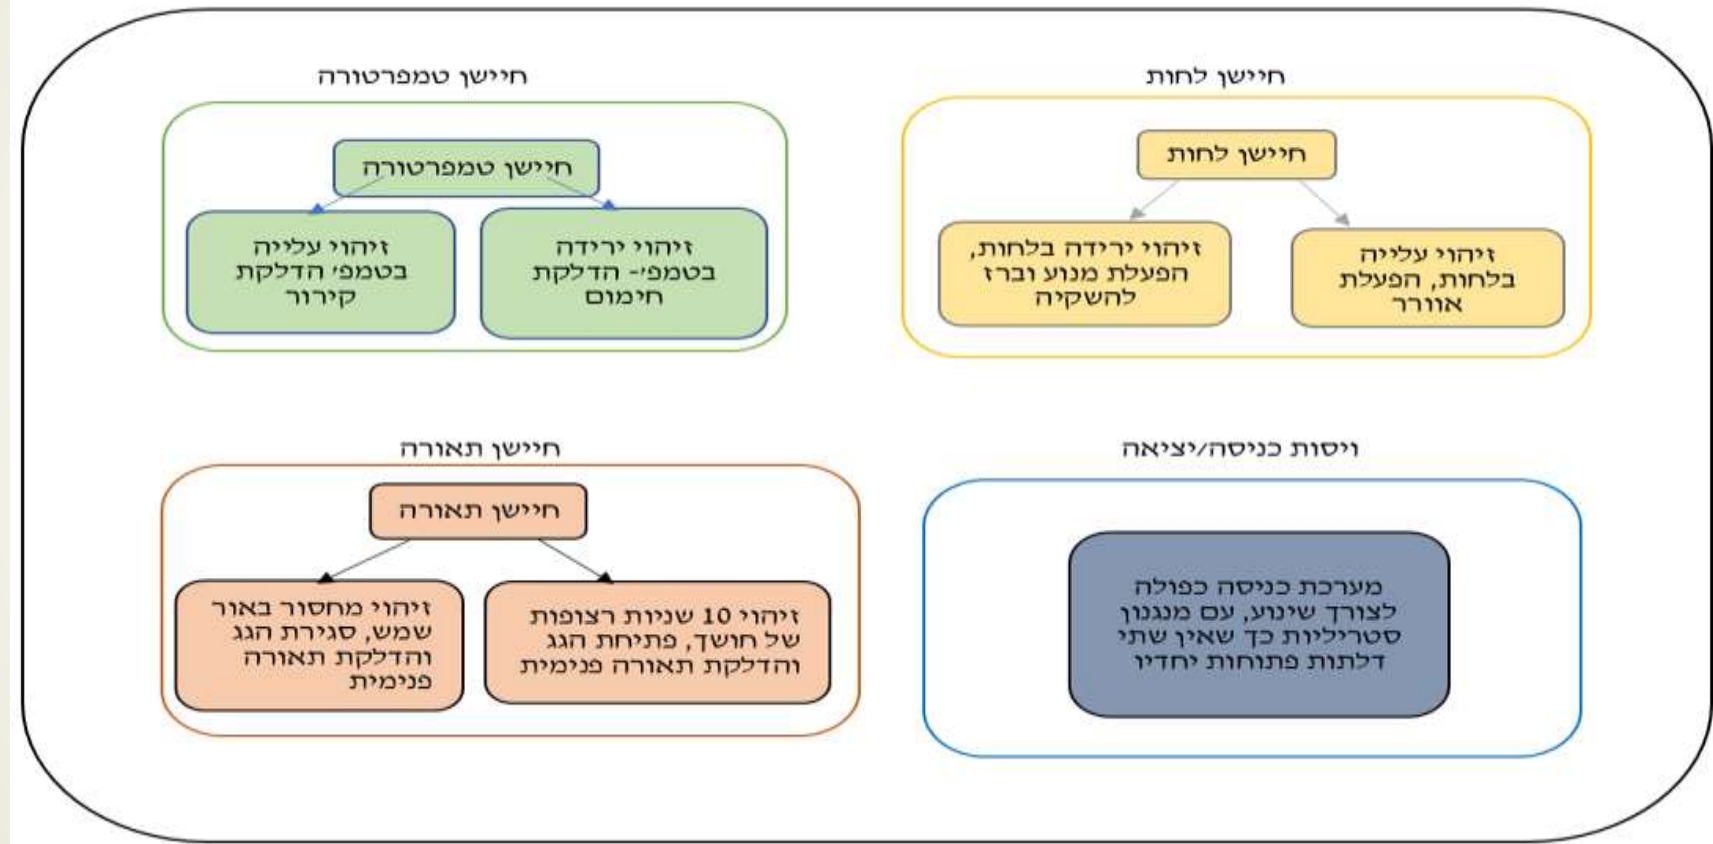 חיישן לחות
חיישן לחות
זיהוי עלייה
בלחות, הפעלת
אוורר
זיהוי ירידה בלחות,
הפעלת מנוע וברז
להשקיה
חיישן טמפרטורה
חיישן טמפרטורה
זיהוי ירידה
בטמפ'- הדלקת
חימום
זיהוי עלייה
בטמפ' הדלקת
קירור
ויסות כניסה/יציאה
מערכת כניסה כפולה
לצורך שינוע, עם מנגנון
סטריליות כך שאין שתי
דלתות פתוחות יחדיו
חיישן תאורה
חיישן תאורה
זיהוי 10 שניות רצופות
של חושך, פתיחת הגג
והדלקת תאורה פנימית
זיהוי מחסור באור
שמש, סגירת הגג
והדלקת תאורה
פנימית